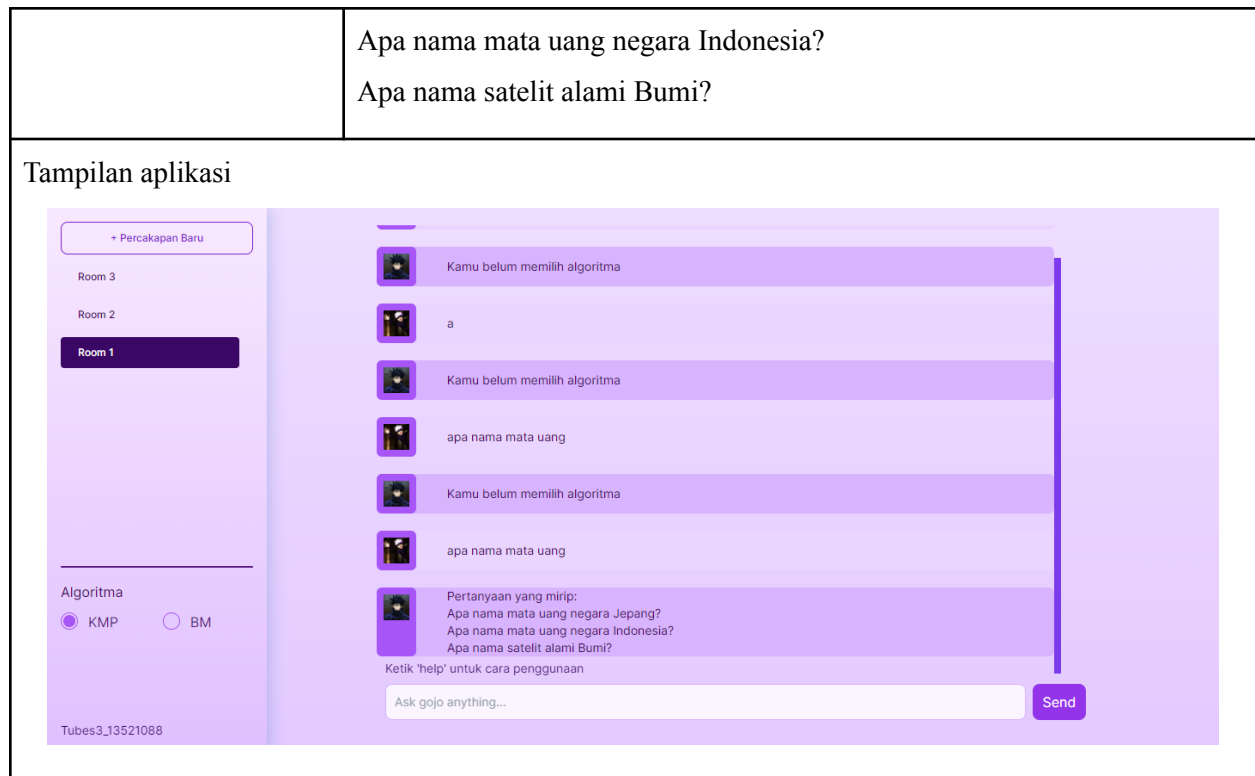 Apa nama mata uang negara Indonesia?
Apa nama satelit alami Bumi?
Tampilan aplikasi
+ Percakapan Baru
Room 3
Room 2
Room 1
Algoritma
KMP
BM
Tubes3_13521088
Kamu belum memilih algoritma
a
Kamu belum memilih algoritma
apa nama mata uang
Kamu belum memilih algoritma
apa nama mata uang
Pertanyaan yang mirip:
Apa nama mata uang negara Jepang?
Apa nama mata uang negara Indonesia?
Apa nama satelit alami Bumi?
Ketik 'help' untuk cara penggunaan
Ask gojo anything...
Send